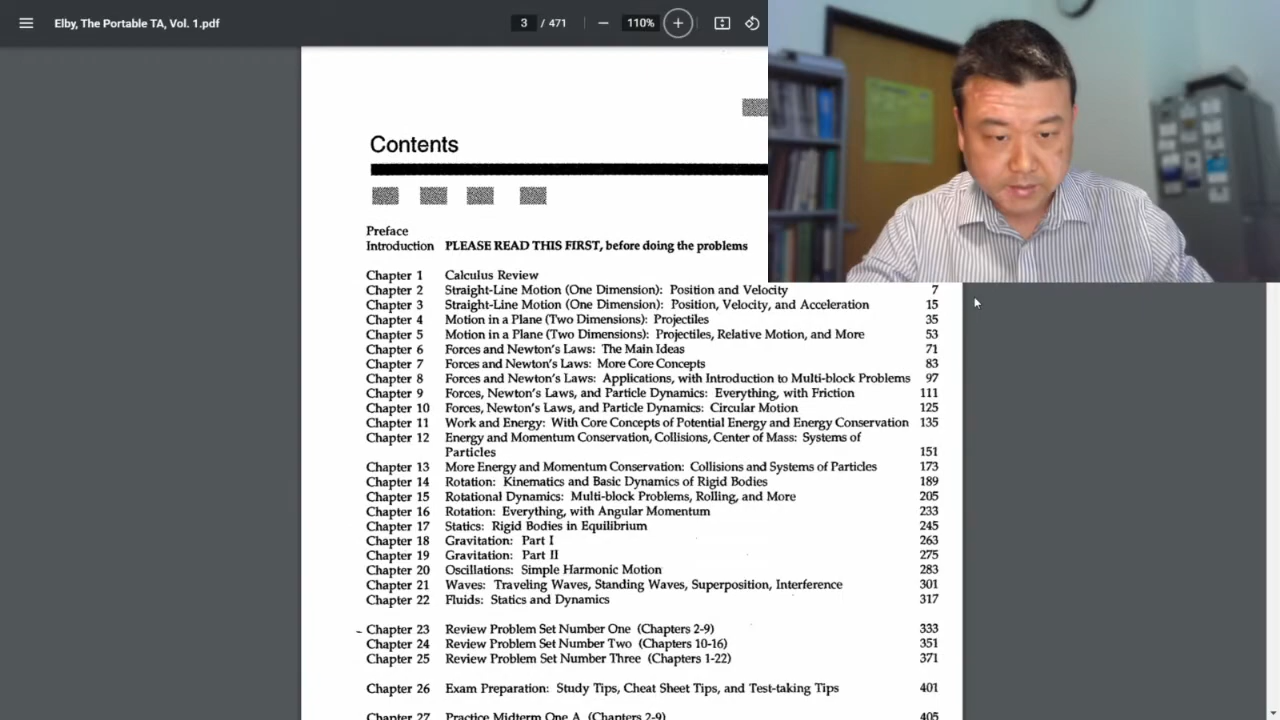 Elby, The Portable TA, Vol. 1.pdf
3 / 471
110%
Contents
Preface
Introduction PLEASE READ THIS FIRST, before doing the problems
Chapter 1 Calculus Review
Chapter 2 Straight-Line Motion (One Dimension): Position and Velocity 7
Chapter 3 Straight-Line Motion (One Dimension): Position, Velocity, and Acceleration 15
Chapter 4 Motion in a Plane (Two Dimensions): Projectiles 35
Chapter 5 Motion in a Plane (Two Dimensions): Projectiles, Relative Motion, and More 53
Chapter 6 Forces and Newton's Laws: The Main Ideas 71
Chapter 7 Forces and Newton's Laws: More Core Concepts 83
Chapter 8 Forces and Newton's Laws: Applications, with Introduction to Multi-block Problems 97
Chapter 9 Forces, Newton's Laws, and Particle Dynamics: Everything, with Friction 111
Chapter 10 Forces, Newton's Laws, and Particle Dynamics: Circular Motion 125
Chapter 11 Work and Energy: With Core Concepts of Potential Energy and Energy Conservation 135
Chapter 12 Energy and Momentum Conservation, Collisions, Center of Mass: Systems of
Particles 151
Chapter 13 More Energy and Momentum Conservation: Collisions and Systems of Particles 173
Chapter 14 Rotation: Kinematics and Basic Dynamics of Rigid Bodies 189
Chapter 15 Rotational Dynamics: Multi-block Problems, Rolling, and More 205
Chapter 16 Rotation: Everything, with Angular Momentum 233
Chapter 17 Statics: Rigid Bodies in Equilibrium 245
Chapter 18 Gravitation: Part I 263
Chapter 19 Gravitation: Part II 275
Chapter 20 Oscillations: Simple Harmonic Motion 283
Chapter 21 Waves: Traveling Waves, Standing Waves, Superposition, Interference 301
Chapter 22 Fluids: Statics and Dynamics 317
Chapter 23 Review Problem Set Number One (Chapters 2-9) 333
Chapter 24 Review Problem Set Number Two (Chapters 10-16) 351
Chapter 25 Review Problem Set Number Three (Chapters 1-22) 371
Chapter 26 Exam Preparation: Study Tips, Cheat Sheet Tips, and Test-taking Tips 401
Chapter 27 Practice Midterm One A (Chapters 2-9) 405